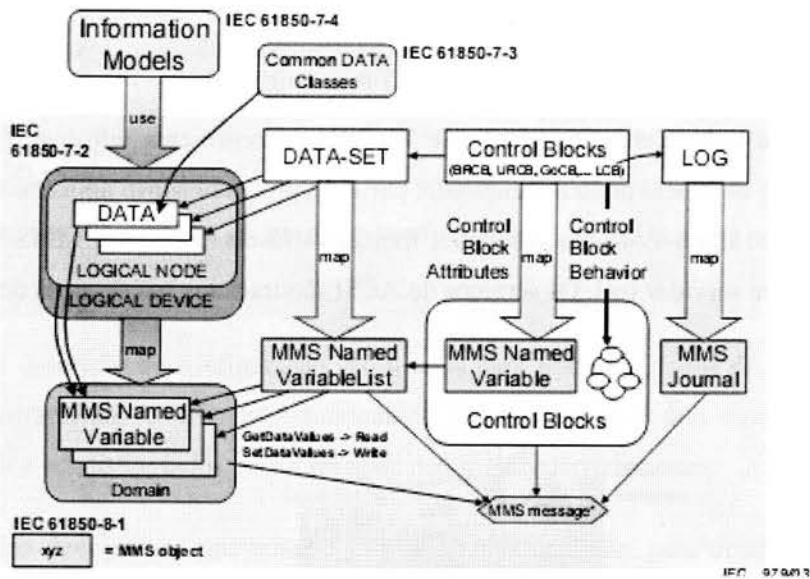 IEC 61850-7-4
Information
Models
IEC 61850-7-3
Common DATA
Classes
use
IEC
61850-7-2
DATA-SET
Control Blocks
(BRCB, URCB, GoCB,... LCB)
LOG
DATA
LOGICAL NODE
LOGICAL DEVICE
map
Control
Block
Attributes
map
Control
Block
Behavior
map
map
MMS Named
VariableList
MMS Named
Variable
MMS
Journal
MMS Named
Variable
GetDataValues -> Read
SetDataValues -> Write
Control Blocks
Domain
MMS message*
IEC 61850-8-1
xyz = MMS object
IEC 979/03